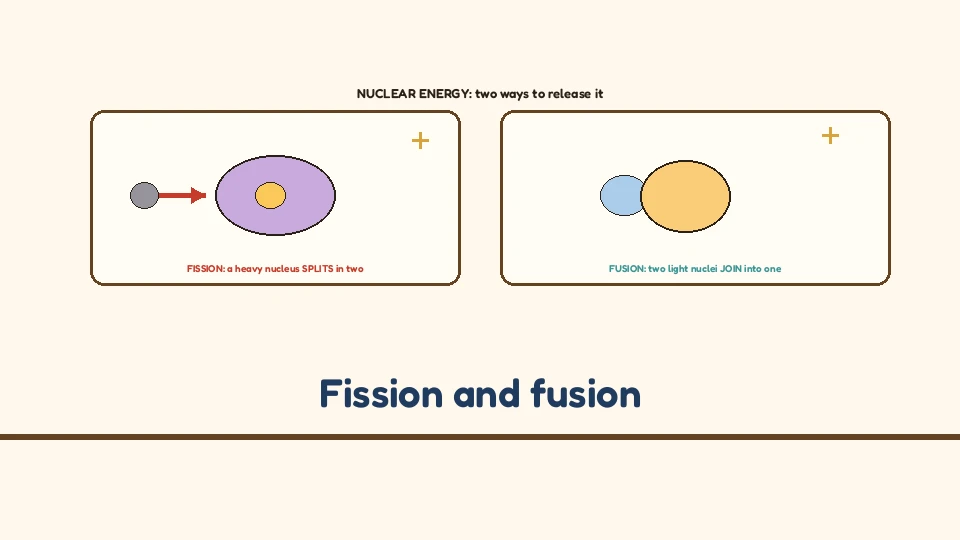 NUCLEAR ENERGY: two ways to release it
+
+
FISSION: a heavy nucleus SPLITS in two
FUSION: two light nuclei JOIN into one
Fission and fusion